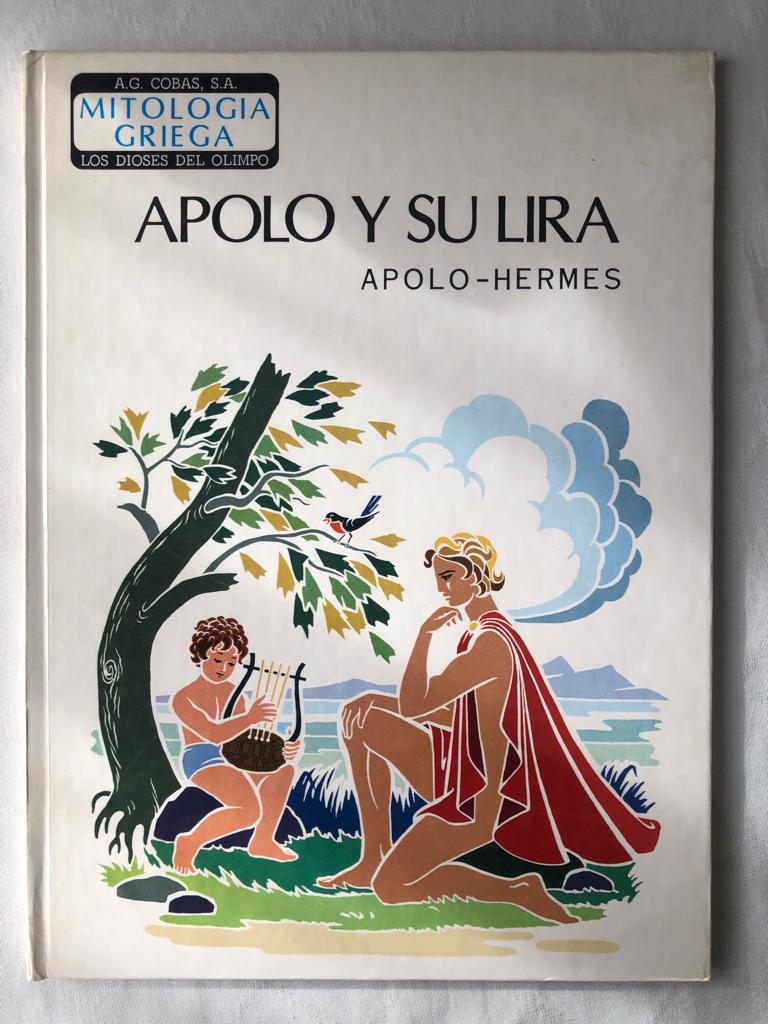 A.G. COBAS, S.A.
MITOLOGIA
GRIEGA
LOS DIOSES DEL OLIMPO
APOLO Y SU LIRA
APOLO-HERMES